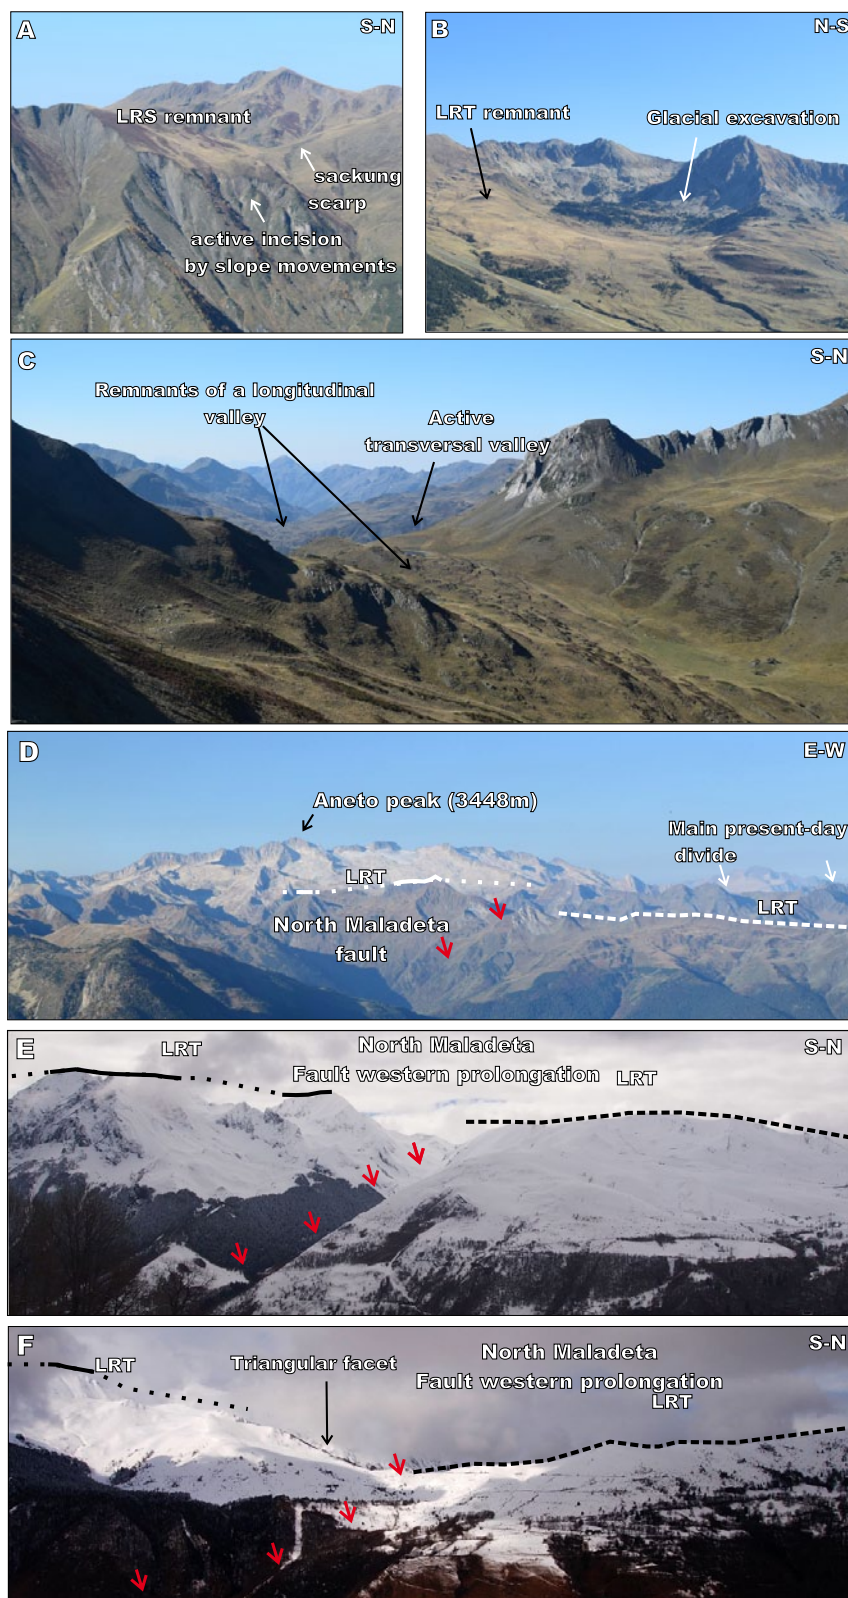 A
S-N
LRS remnant
sackung
scarp
active incision
by slope movements
B
N-S
LRT remnant
Glacial excavation
C
S-N
Remnants of a longitudinal
valley
Active
transversal valley
D
E-W
Aneto peak (3448m)
Main present-day
divide
LRT
LRT
North Maladeta
fault
E
S-N
LRT
North Maladeta
Fault western prolongation
LRT
F
S-N
LRT
Triangular facet
North Maladeta
Fault western prolongation
LRT